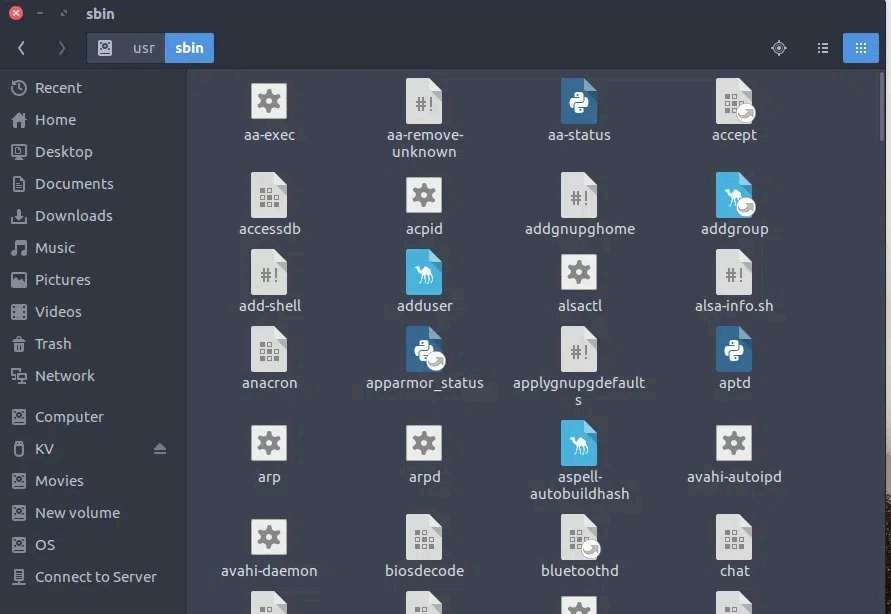 sbin
usr
sbin
Recent
Home
Desktop
Documents
Downloads
Music
Pictures
Videos
Trash
Network
Computer
KV
Movies
New volume
OS
Connect to Server
aa-exec
#!
aa-remove-
unknown
aa-status
accept
accessdb
acpid
#!
addgnupghome
addgroup
#!
add-shell
adduser
alsactl
#!
alsa-info.sh
anacron
apparmor_status
#!
applygnupgdefault
s
aptd
arp
arpd
aspell-
autobuildhash
avahi-autoipd
avahi-daemon
biosdecode
bluetoothd
chat